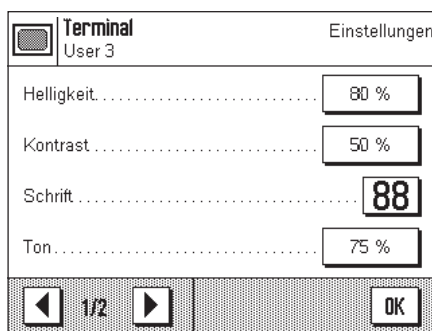 Terminal
Einstellungen
User 3
Helligkeit 80 %
Kontrast 50 %
Schrift 88
Ton 75 %
1/2
OK